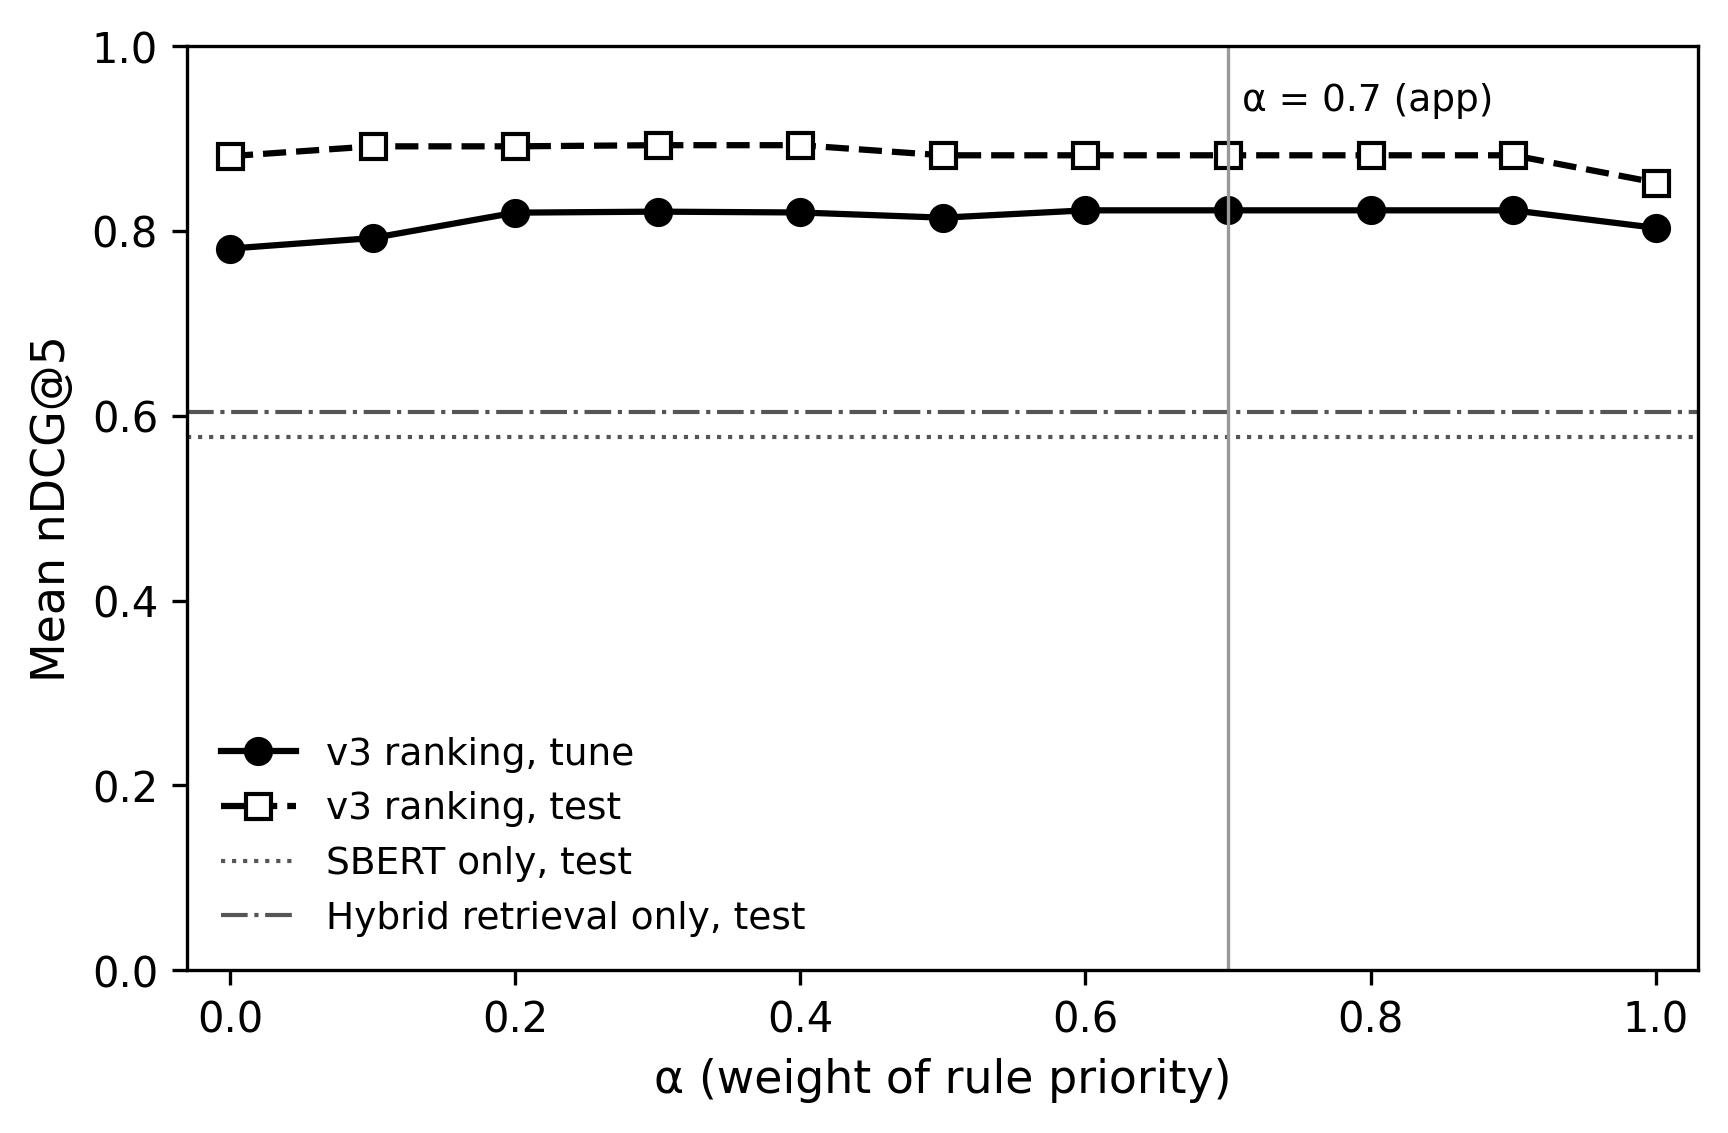 1.0
0.8
0.6
0.4
0.2
0.0
Mean nDCG@5
α = 0.7 (app)
v3 ranking, tune
v3 ranking, test
SBERT only, test
Hybrid retrieval only, test
0.0 0.2 0.4 0.6 0.8 1.0
α (weight of rule priority)